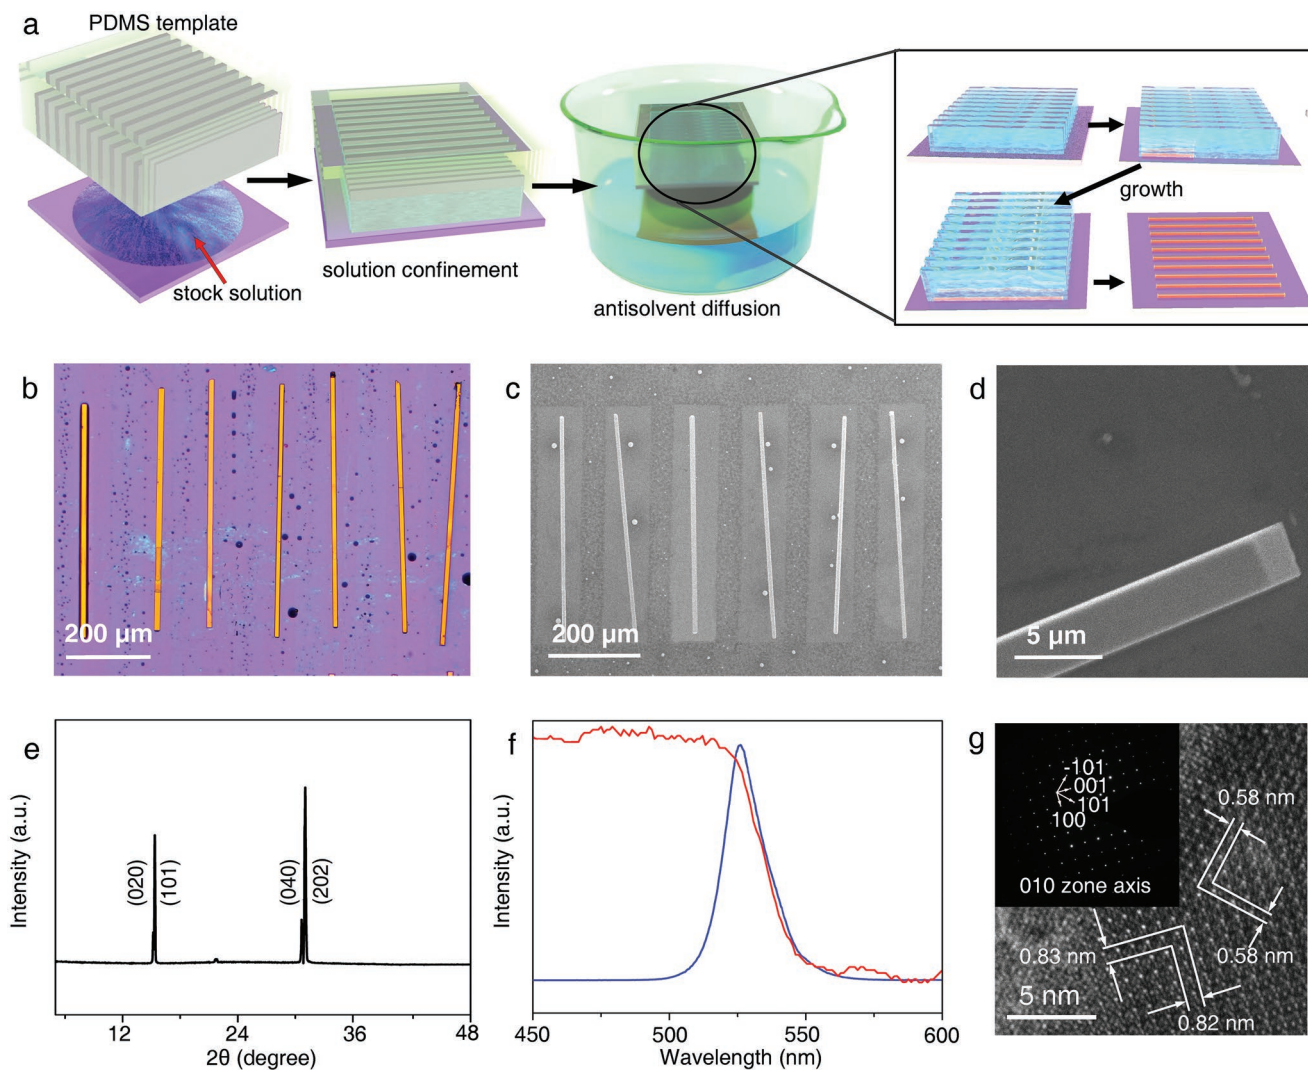 a
PDMS template
stock solution
solution confinement
antisolvent diffusion
growth
b
200 µm
c
200 µm
d
5 µm
e
Intensity (a.u.)
(020)
(101)
(040)
(202)
12
24
36
48
2θ (degree)
f
Intensity (a.u.)
450
500
550
600
Wavelength (nm)
g
-101
001
101
100
010 zone axis
0.58 nm
0.58 nm
0.83 nm
0.82 nm
5 nm